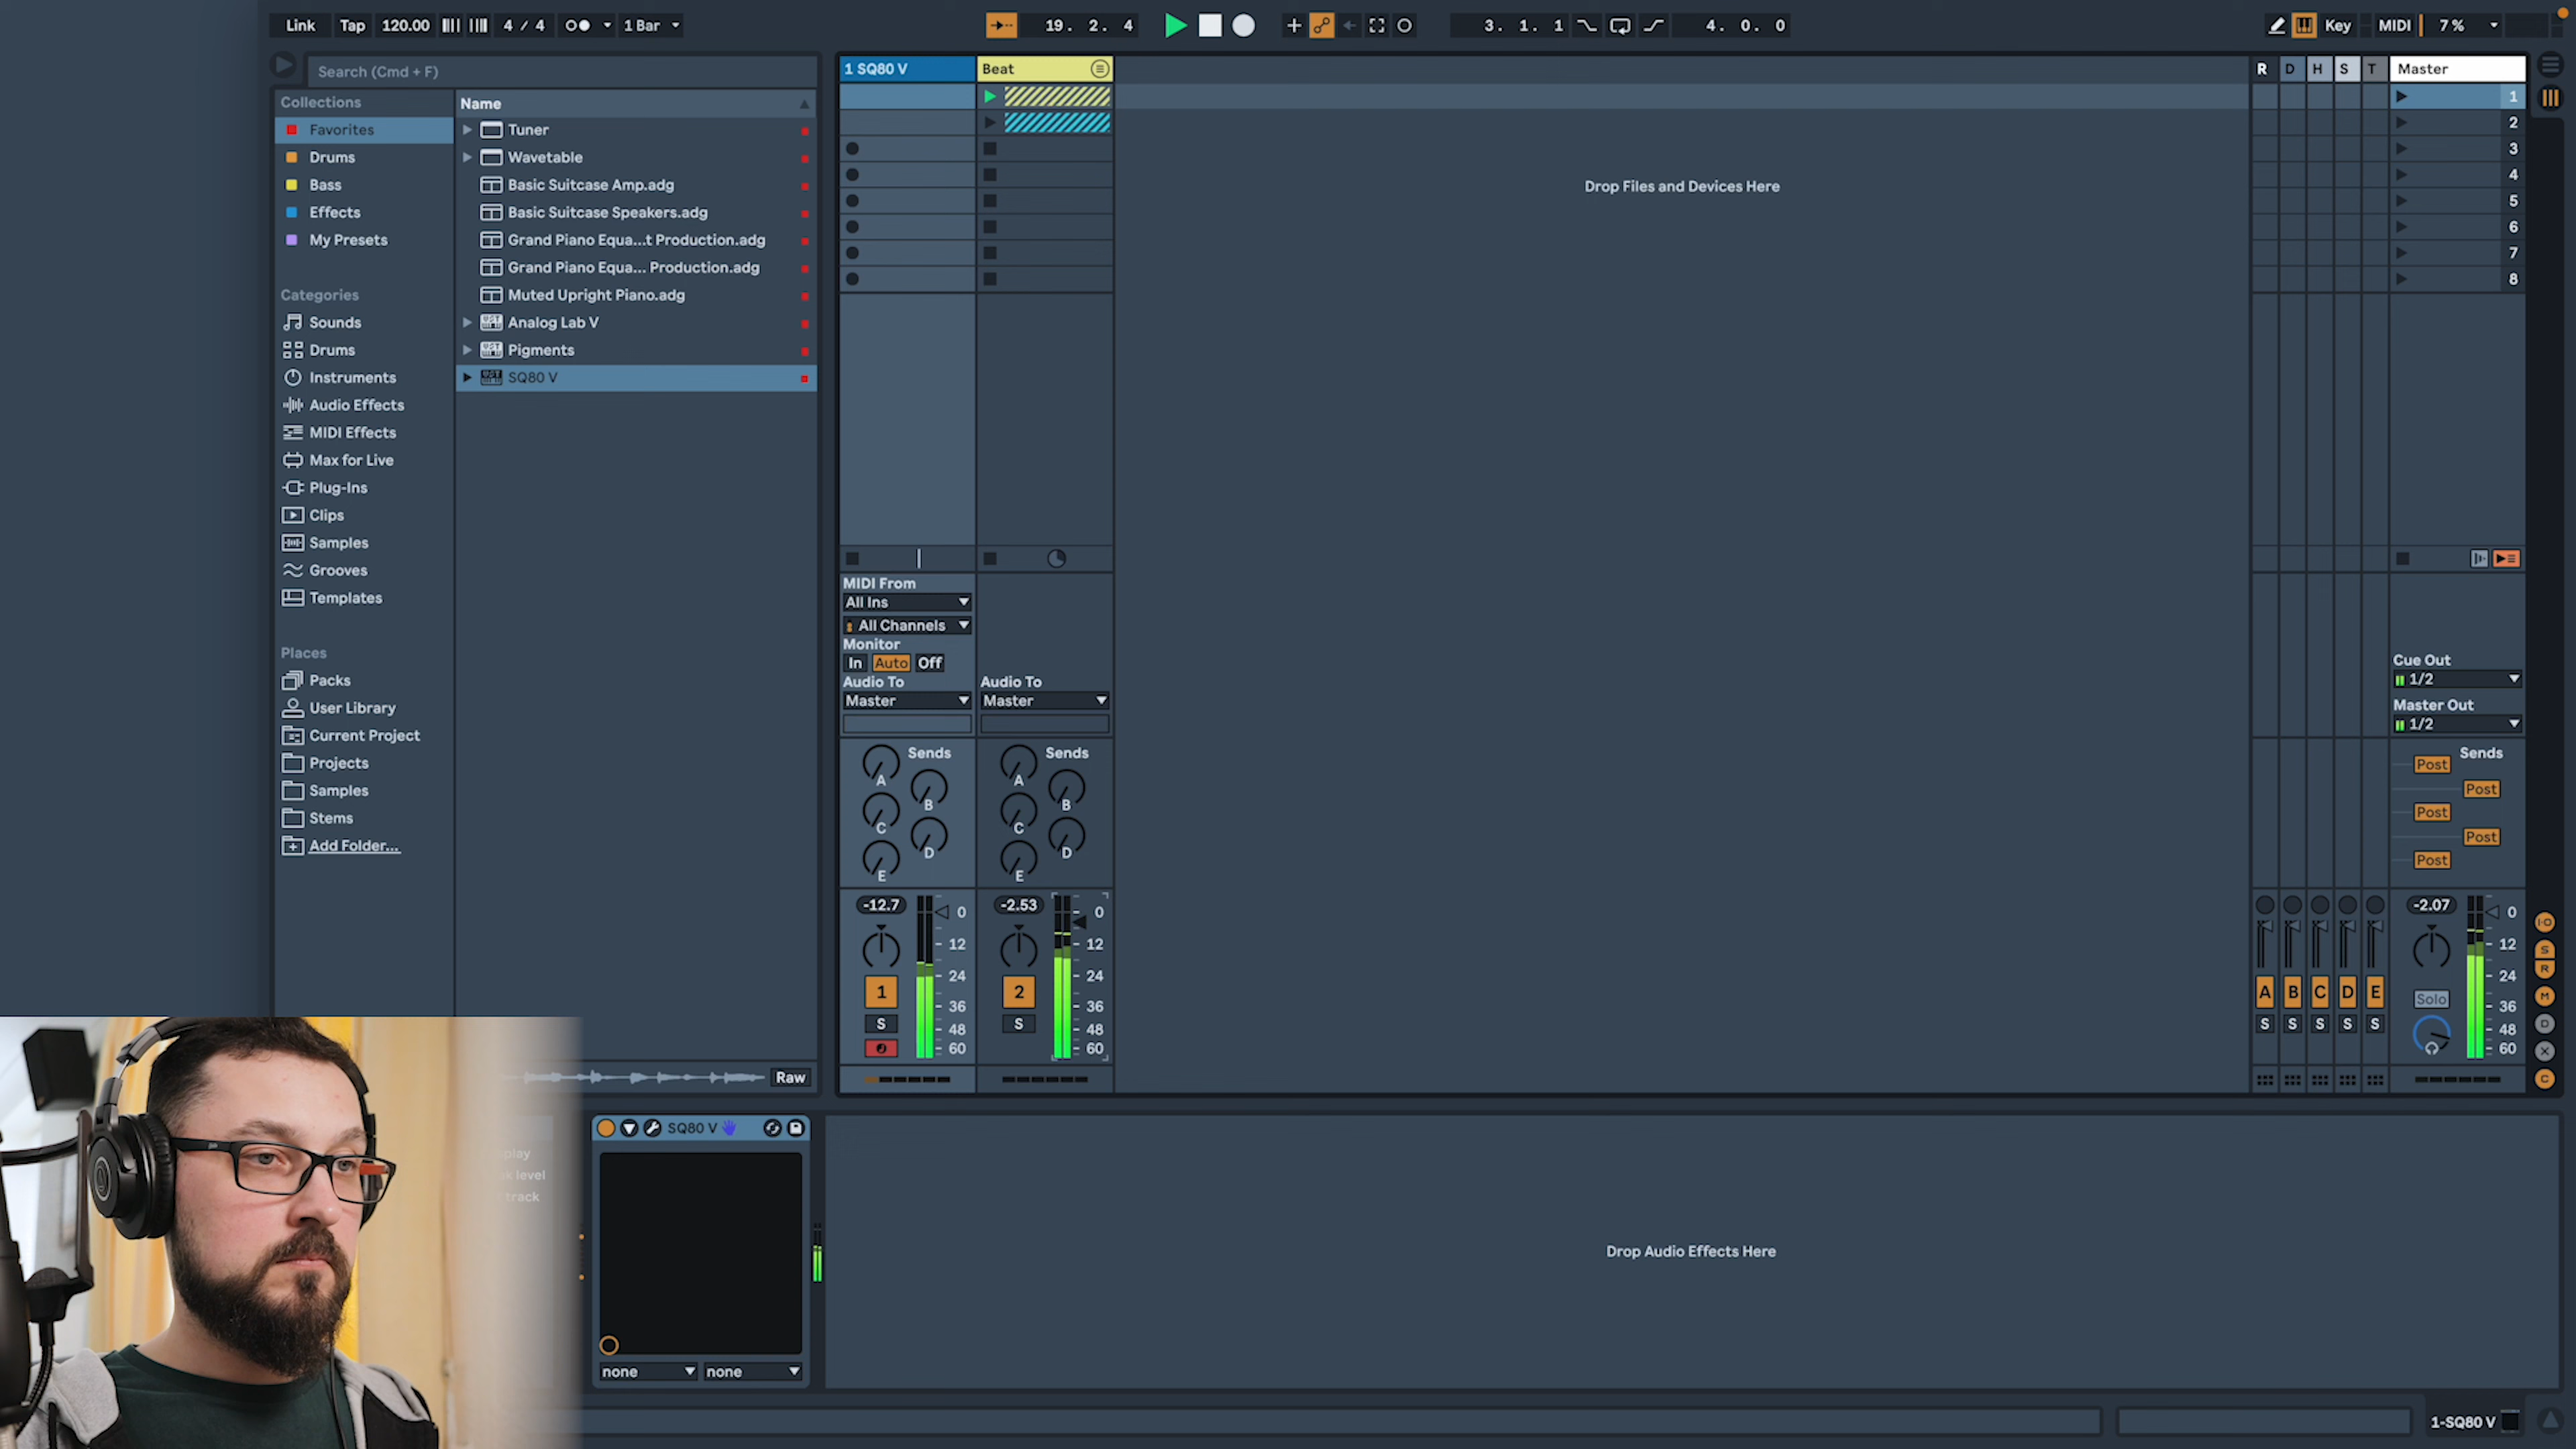 Link Tap 120.00 4 / 4 1 Bar 19. 2. 4 3. 1. 1 4. 0. 0 Key MIDI 7 %
Search (Cmd + F)
Collections
Favorites
Drums
Bass
Effects
My Presets
Categories
Sounds
Drums
Instruments
Audio Effects
MIDI Effects
Max for Live
Plug-Ins
Clips
Samples
Grooves
Templates
Places
Packs
User Library
Current Project
Projects
Samples
Stems
Add Folder...
Name
Tuner
Wavetable
Basic Suitcase Amp.adg
Basic Suitcase Speakers.adg
Grand Piano Equa...t Production.adg
Grand Piano Equa... Production.adg
Muted Upright Piano.adg
Analog Lab V
Pigments
SQ80 V
Raw
1 SQ80 V
MIDI From
All Ins
All Channels
Monitor
In Auto Off
Audio To
Master
Sends
A
B
C
D
E
-12.7
0
12
24
36
48
60
1
S
Beat
Audio To
Master
Sends
A
B
C
D
E
-2.53
0
12
24
36
48
60
2
S
Drop Files and Devices Here
R D H S T
A B C D E
S S S S S
Master
1
2
3
4
5
6
7
8
Cue Out
1/2
Master Out
1/2
Sends
Post
Post
Post
Post
Post
-2.07
0
12
24
36
48
60
Solo
I·O
S
R
M
D
X
C
play
level
track
SQ80 V
none none
Drop Audio Effects Here
1-SQ80 V